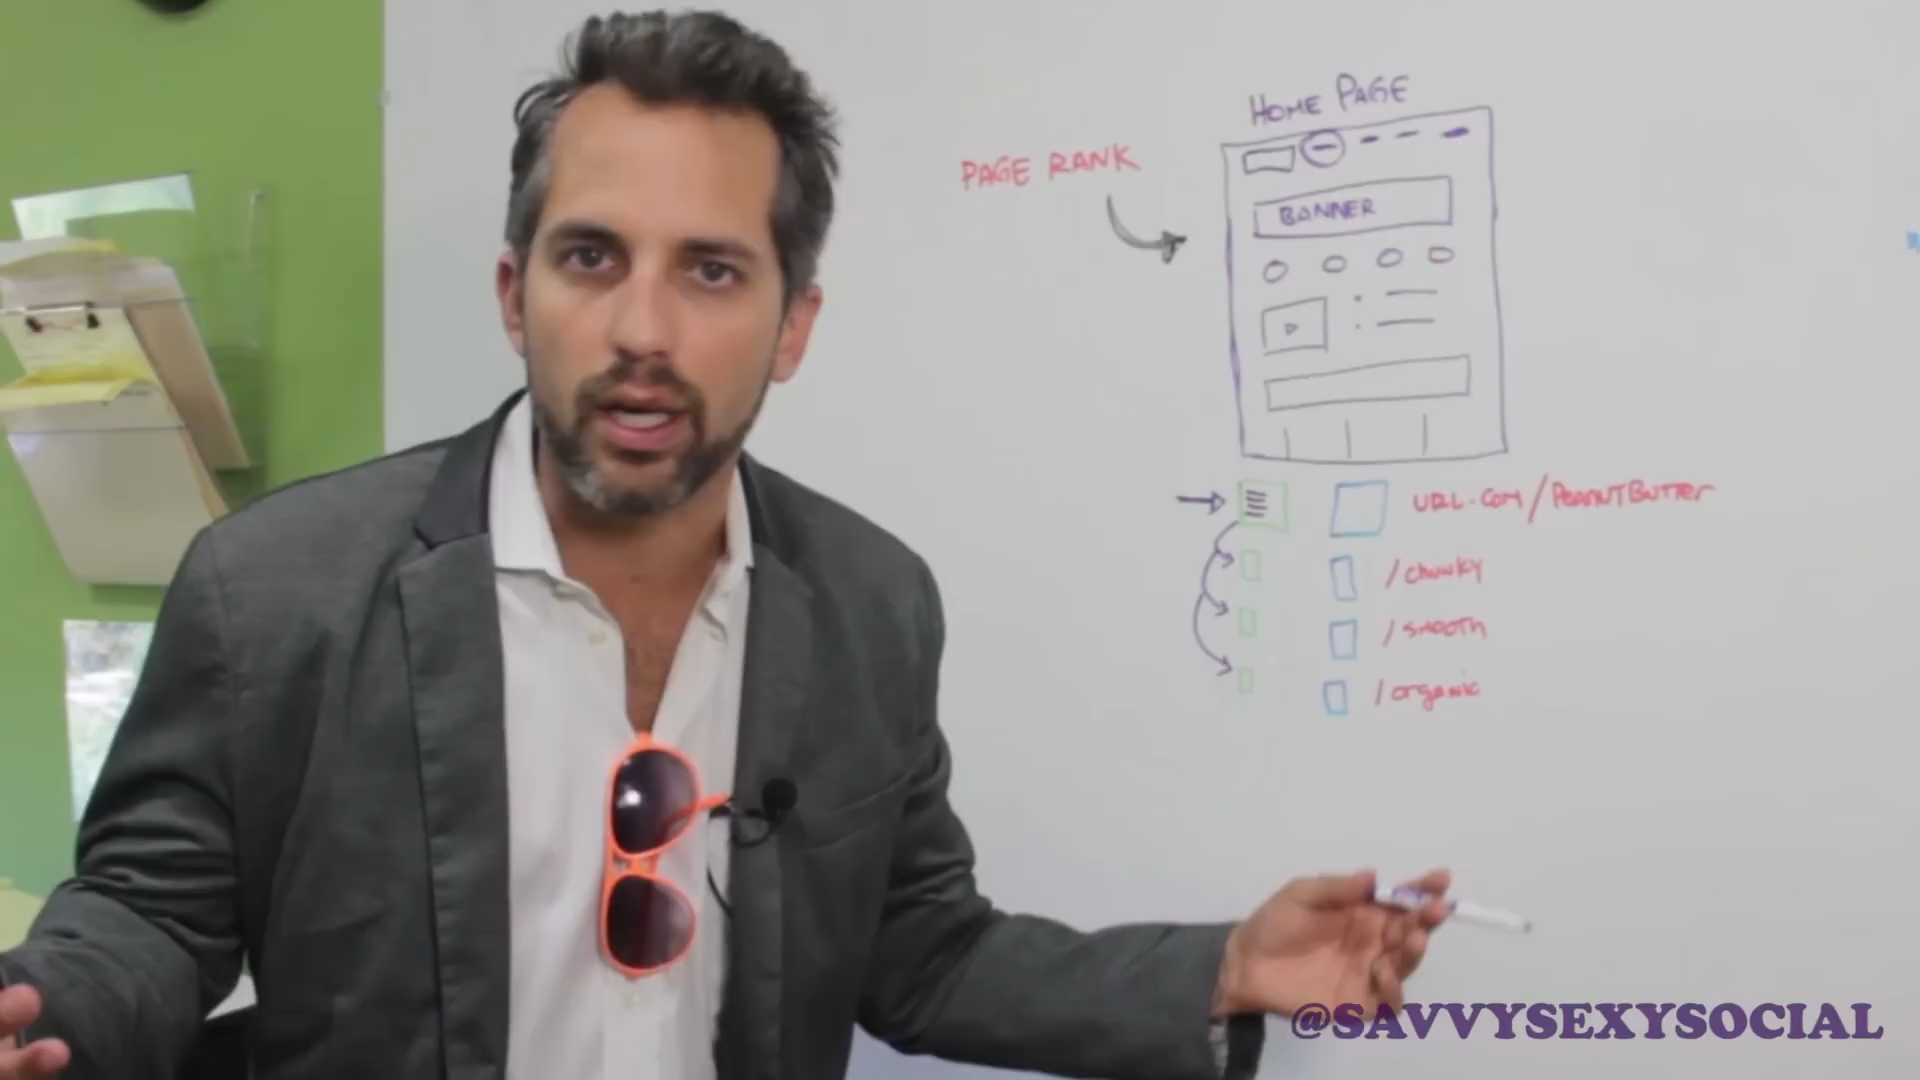 HOME PAGE
PAGE RANK
BANNER
URL.COM/PEANUTBUTTER
/chunky
/smooth
/organic
@SAVVYSEXYSOCIAL